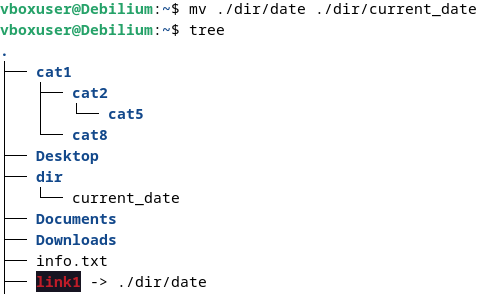 vboxuser@Debilium:~$ mv ./dir/date ./dir/current_date
vboxuser@Debilium:~$ tree
.
├── cat1
│   ├── cat2
│   │   └── cat5
│   └── cat8
├── Desktop
├── dir
│   └── current_date
├── Documents
├── Downloads
├── info.txt
├── link1 -> ./dir/date